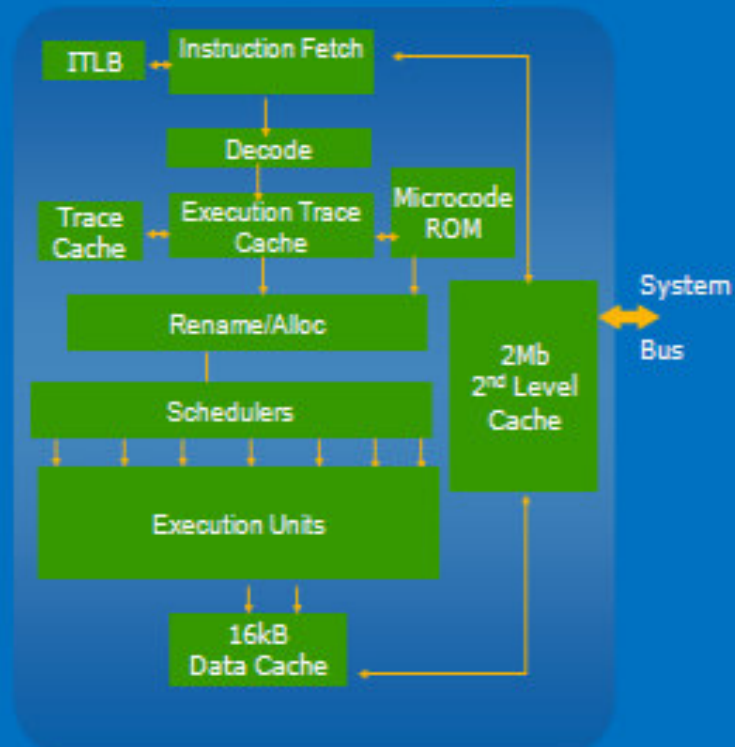 ITLB
Instruction Fetch
Decode
Trace
Cache
Execution Trace
Cache
Microcode
ROM
Rename/Alloc
Schedulers
Execution Units
16kB
Data Cache
2Mb
2nd Level
Cache
System
Bus